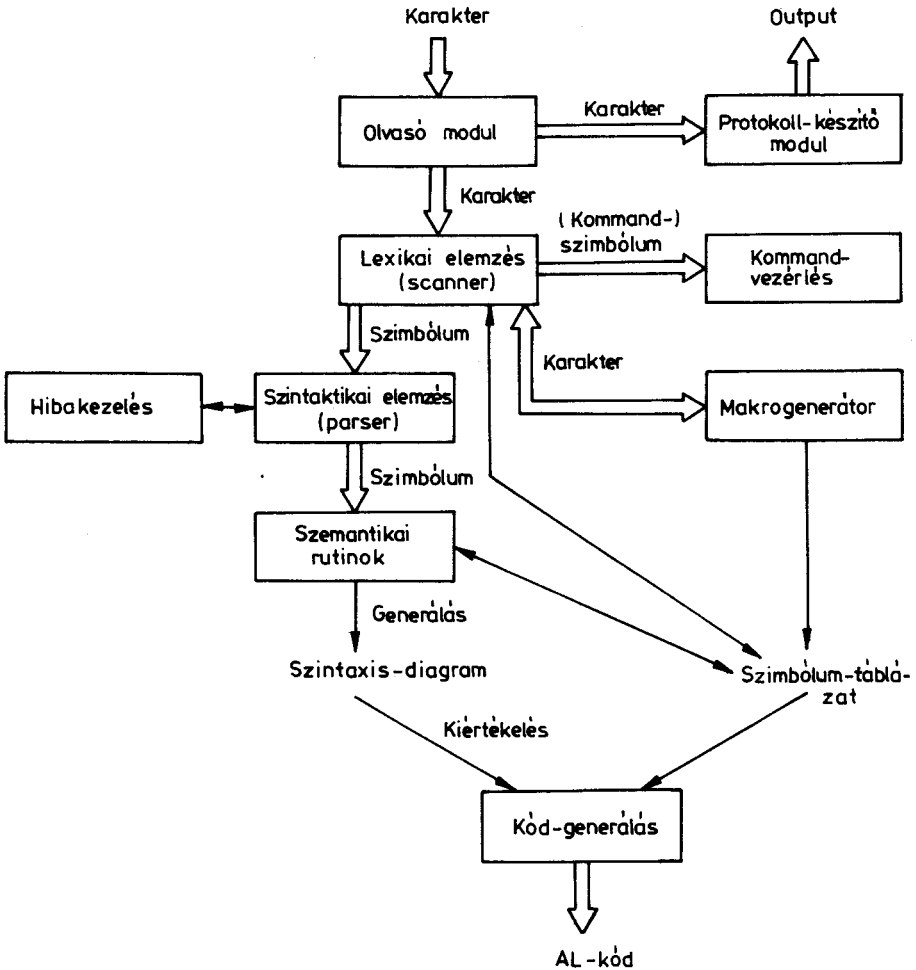 Karakter
Output
Olvasó modul
Karakter
Protokoll-készítő
modul
Karakter
(Kommand-)
szimbólum
Lexikai elemzés
(scanner)
Kommand-
vezérlés
Szimbólum
Karakter
Hibakezelés
Szintaktikai elemzés
(parser)
Makrogenerátor
Szimbólum
Szemantikai
rutinok
Generálás
Szintaxis-diagram
Szimbólum-táblá-
zat
Kiértékelés
Kód-generálás
AL-kód